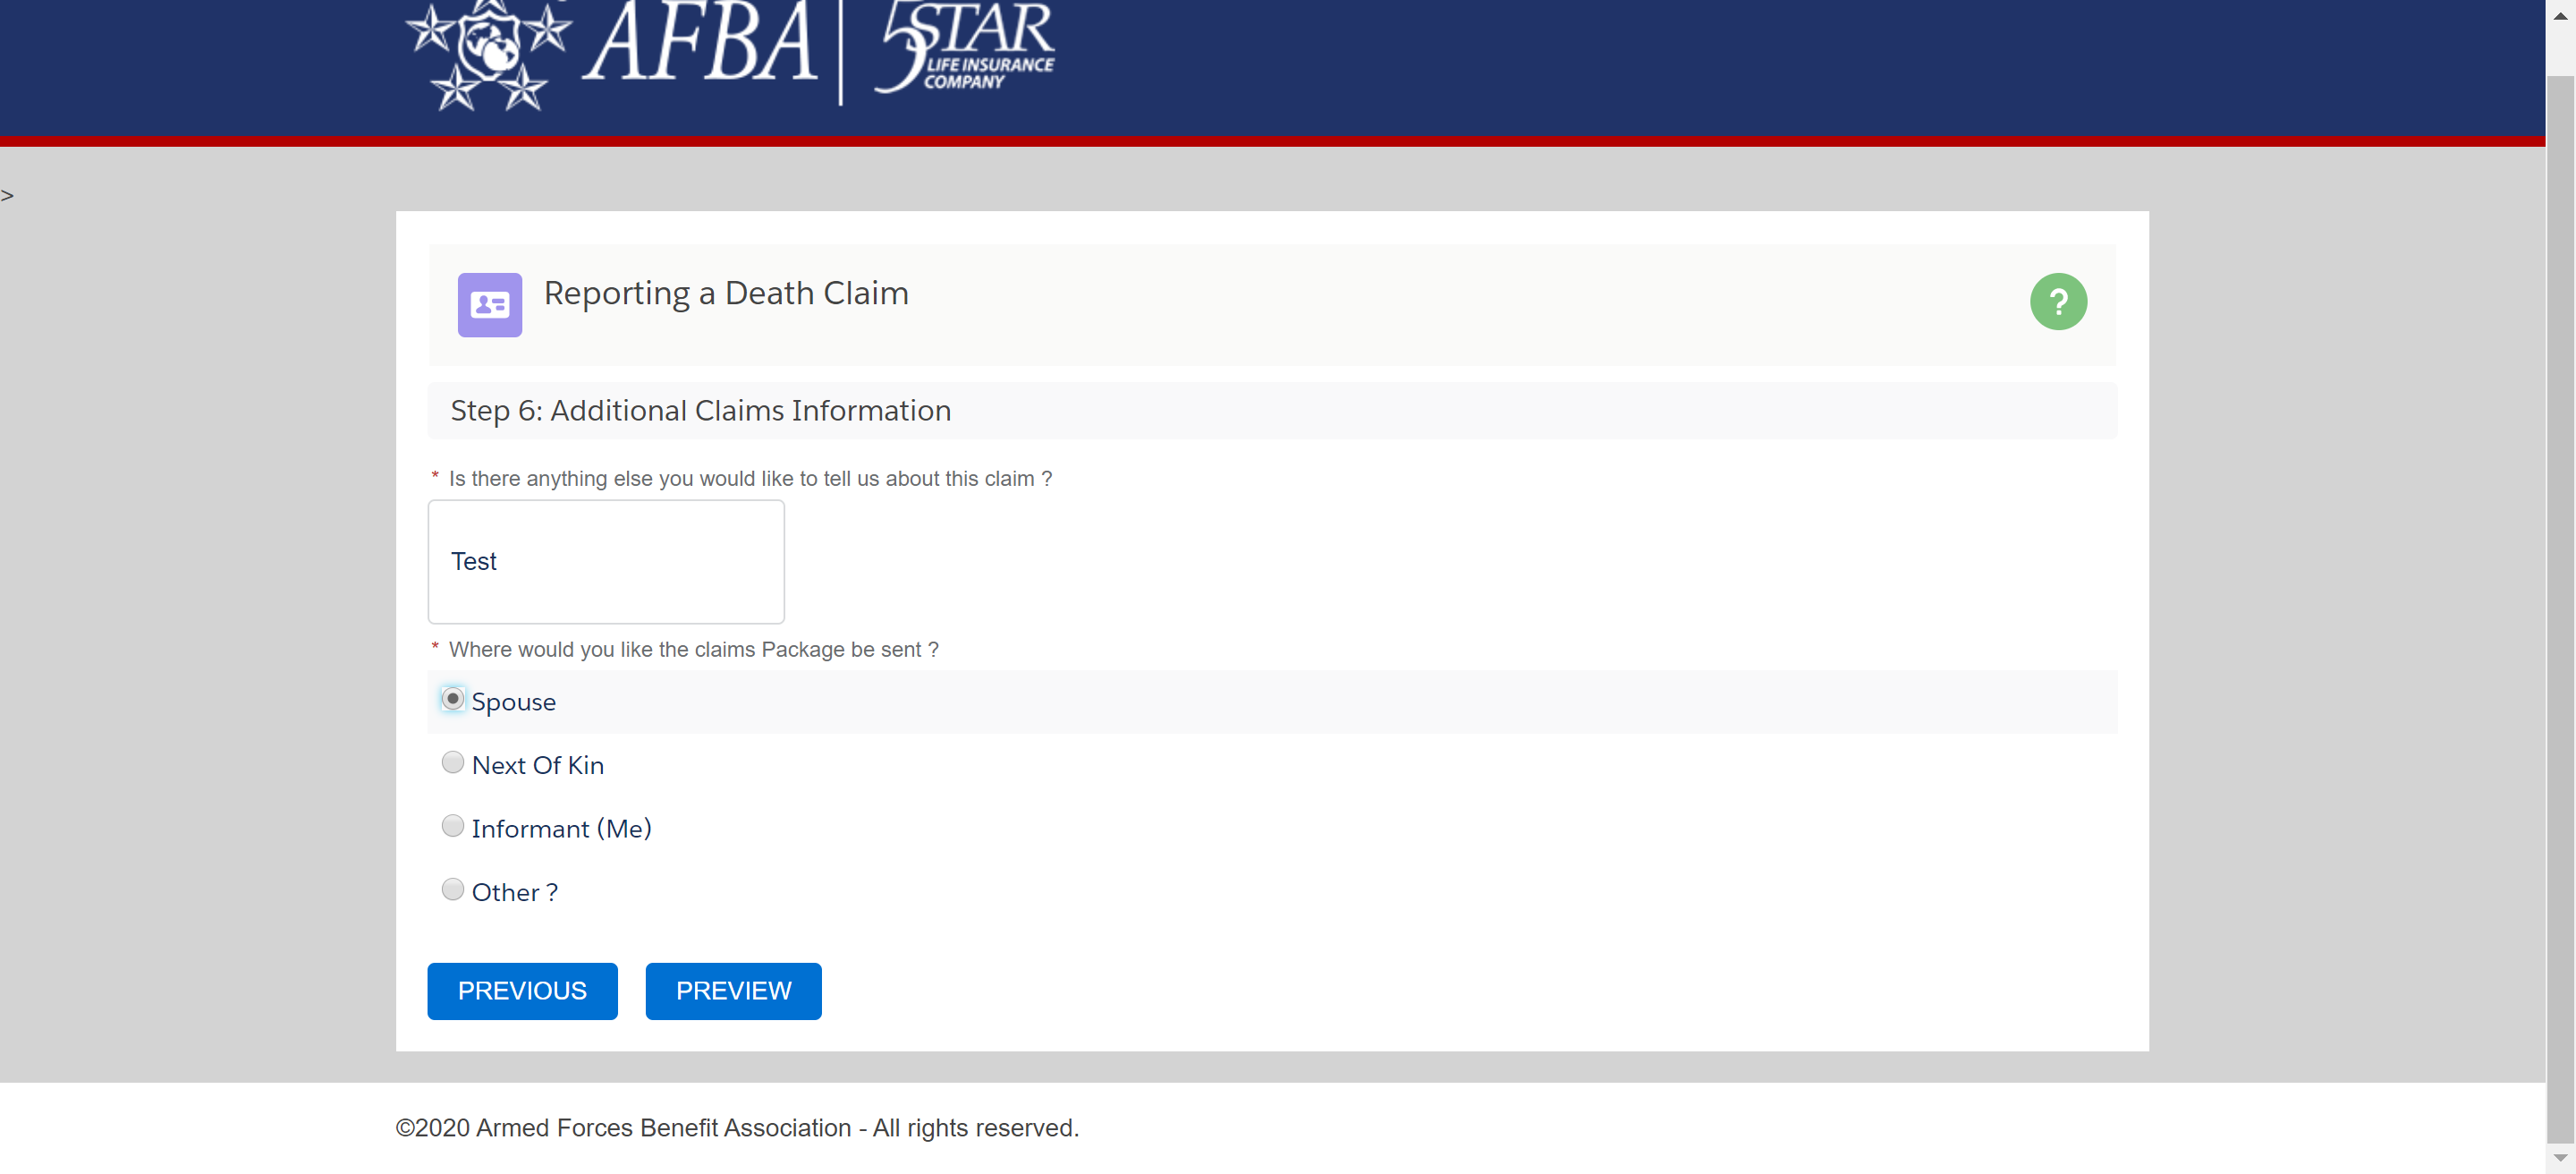 AFBA
5STAR
LIFE INSURANCE
COMPANY
>
Reporting a Death Claim
?
Step 6: Additional Claims Information
* Is there anything else you would like to tell us about this claim ?
Test
* Where would you like the claims Package be sent ?
Spouse
Next Of Kin
Informant (Me)
Other ?
PREVIOUS
PREVIEW
©2020 Armed Forces Benefit Association - All rights reserved.